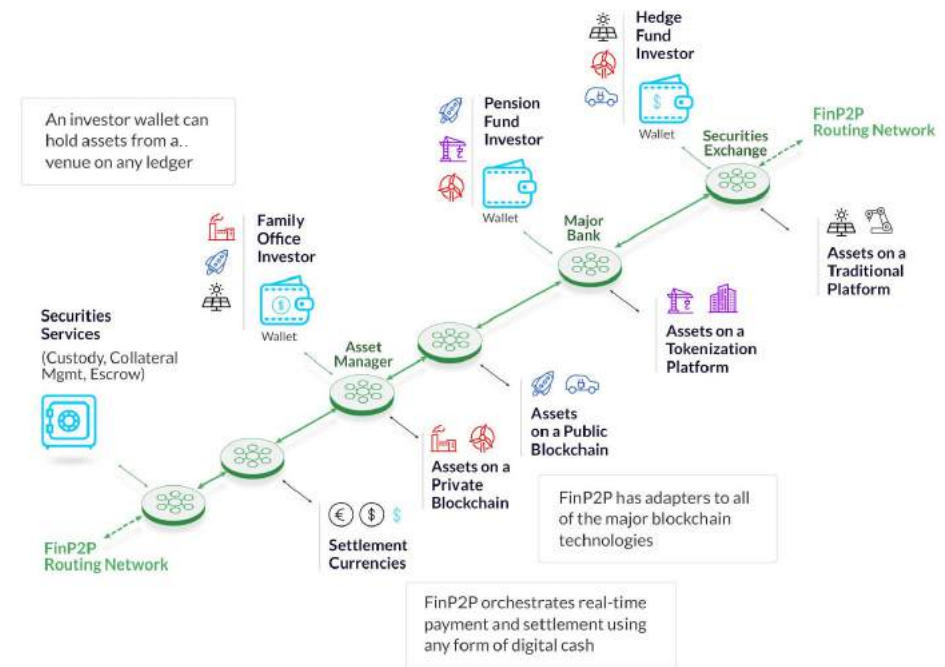 Hedge
Fund
Investor
Wallet
FinP2P
Routing Network
Securities
Exchange
Pension
Fund
Investor
Wallet
An investor wallet can
hold assets from a..
venue on any ledger
Family
Office
Investor
Wallet
Major
Bank
Assets on a
Traditional
Platform
Securities
Services
(Custody, Collateral
Mgmt, Escrow)
Asset
Manager
Assets on a
Tokenization
Platform
Assets
on a Public
Blockchain
Assets on a
Private
Blockchain
FinP2P has adapters to all
of the major blockchain
technologies
€ $ $
Settlement
Currencies
FinP2P
Routing Network
FinP2P orchestrates real-time
payment and settlement using
any form of digital cash